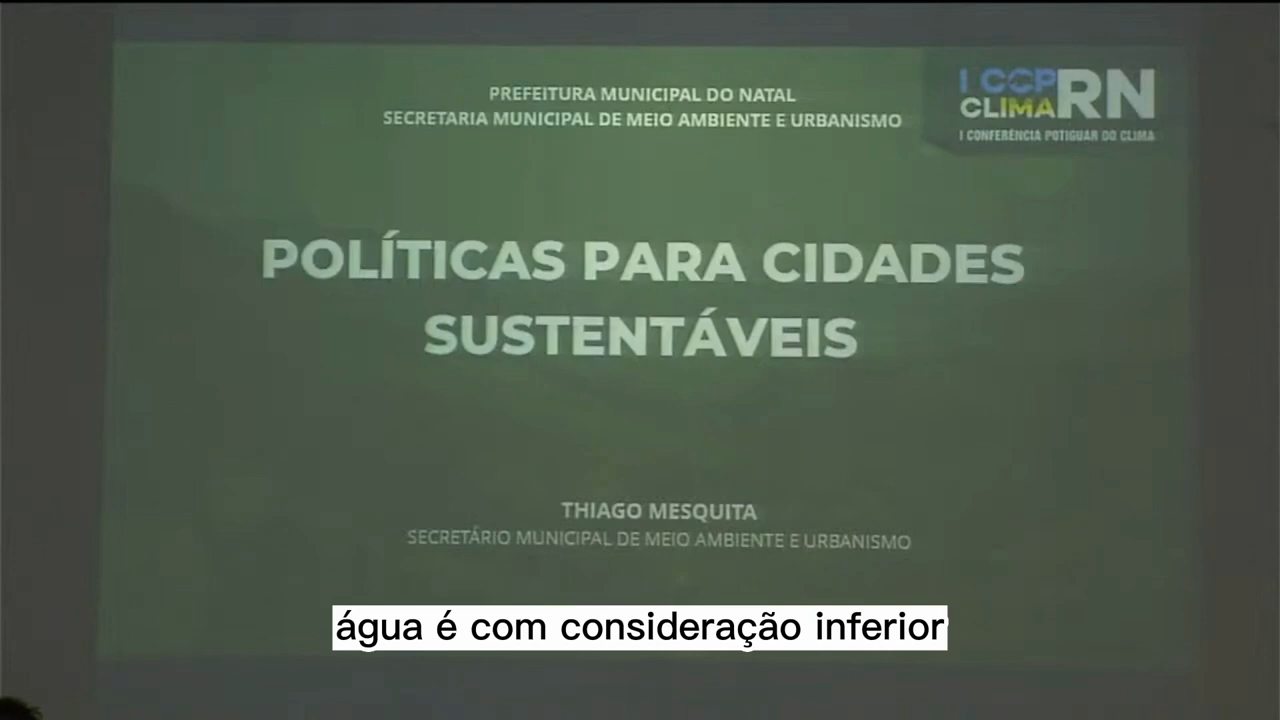 PREFEITURA MUNICIPAL DO NATAL
SECRETARIA MUNICIPAL DE MEIO AMBIENTE E URBANISMO
I CCP
CLIMA RN
I CONFERÊNCIA POTIGUAR DO CLIMA
POLÍTICAS PARA CIDADES
SUSTENTÁVEIS
THIAGO MESQUITA
SECRETÁRIO MUNICIPAL DE MEIO AMBIENTE E URBANISMO
água é com consideração inferior